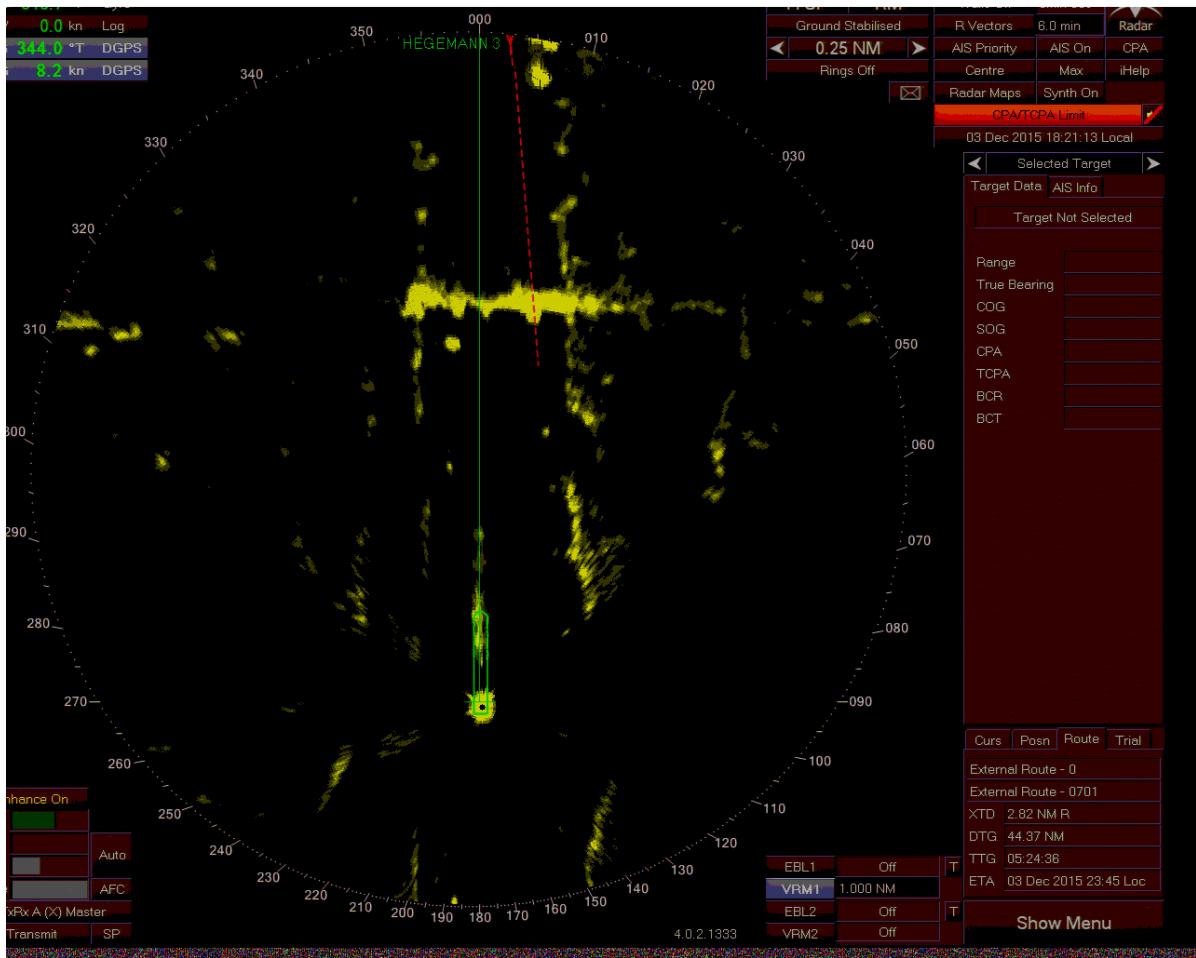 0.0 kn Log
344.0 °T DGPS
8.2 kn DGPS
HEGEMANN 3
000
010
020
030
040
050
060
070
080
090
100
110
120
130
140
150
160
170
180
190
200
210
220
230
240
250
260
270
280
290
300
310
320
330
340
350
Ground Stabilised
0.25 NM
Rings Off
R Vectors 6.0 min Radar
AIS Priority AIS On CPA
Centre Max iHelp
Radar Maps Synth On
CPA/TCPA Limit
03 Dec 2015 18:21:13 Local
Selected Target
Target Data AIS Info
Target Not Selected
Range
True Bearing
COG
SOG
CPA
TCPA
BCR
BCT
Curs Posn Route Trial
External Route - 0
External Route - 0701
XTD 2.82 NM R
DTG 44.37 NM
TTG 05:24:36
ETA 03 Dec 2015 23:45 Loc
Show Menu
EBL1 Off T
VRM1 1.000 NM
EBL2 Off T
VRM2 Off
4.0.2.1333
nhance On
Auto
AFC
TxRx A (X) Master
Transmit SP